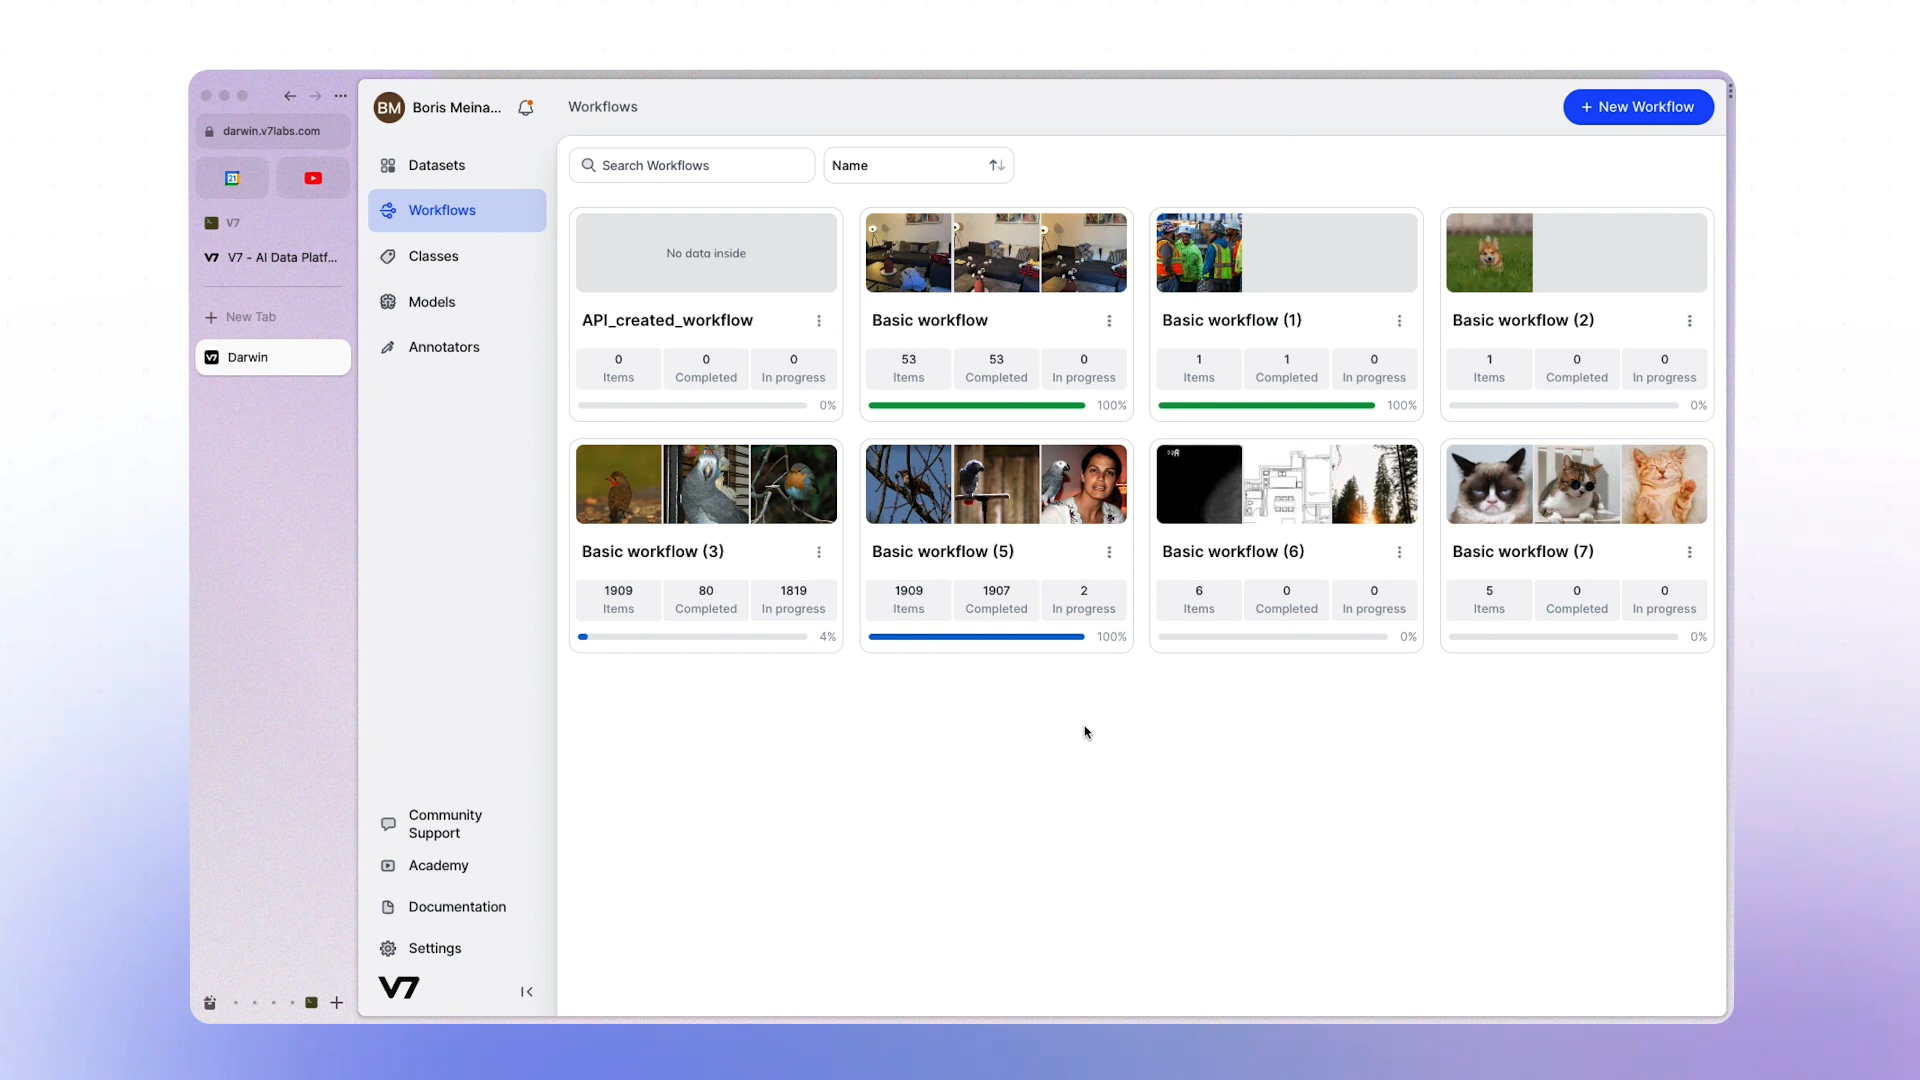 darwin.v7labs.com
21
V7
V7 V7 - AI Data Platf...
New Tab
V7 Darwin
BM Boris Meina...
Workflows
+ New Workflow
Datasets
Workflows
Classes
Models
Annotators
Community
Support
Academy
Documentation
Settings
V7
Search Workflows
Name
No data inside
API_created_workflow
0 0 0
Items Completed In progress
0%
Basic workflow
53 53 0
Items Completed In progress
100%
Basic workflow (1)
1 1 0
Items Completed In progress
100%
Basic workflow (2)
1 0 0
Items Completed In progress
0%
Basic workflow (3)
1909 80 1819
Items Completed In progress
4%
Basic workflow (5)
1909 1907 2
Items Completed In progress
100%
Basic workflow (6)
6 0 0
Items Completed In progress
0%
Basic workflow (7)
5 0 0
Items Completed In progress
0%